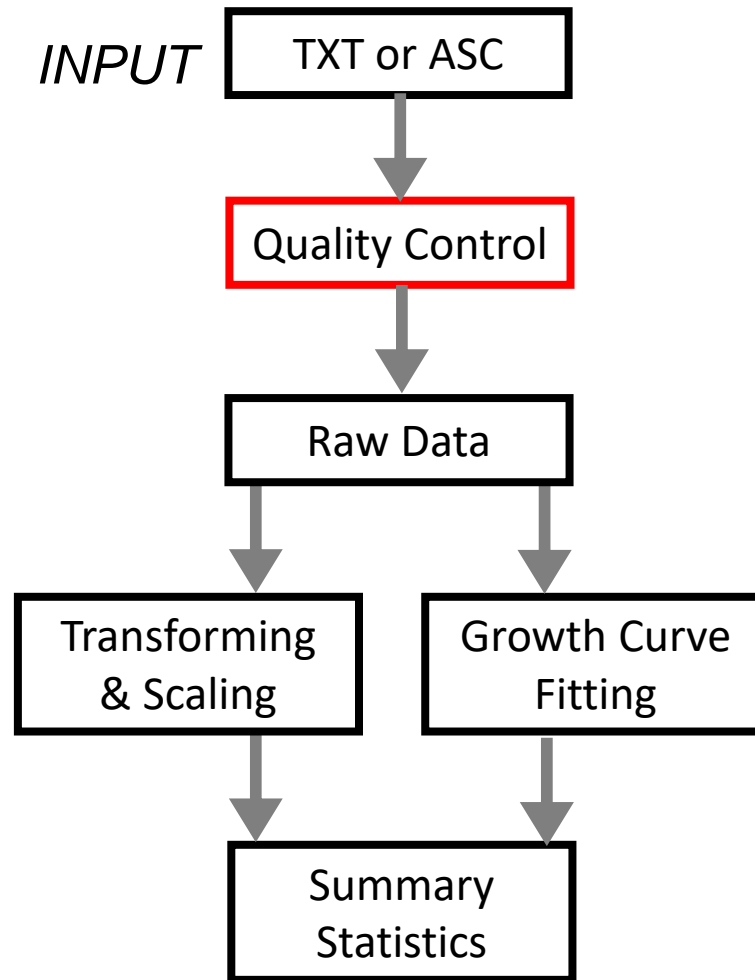 INPUT
TXT or ASC
Quality Control
Raw Data
Transforming
& Scaling
Growth Curve
Fitting
Summary
Statistics